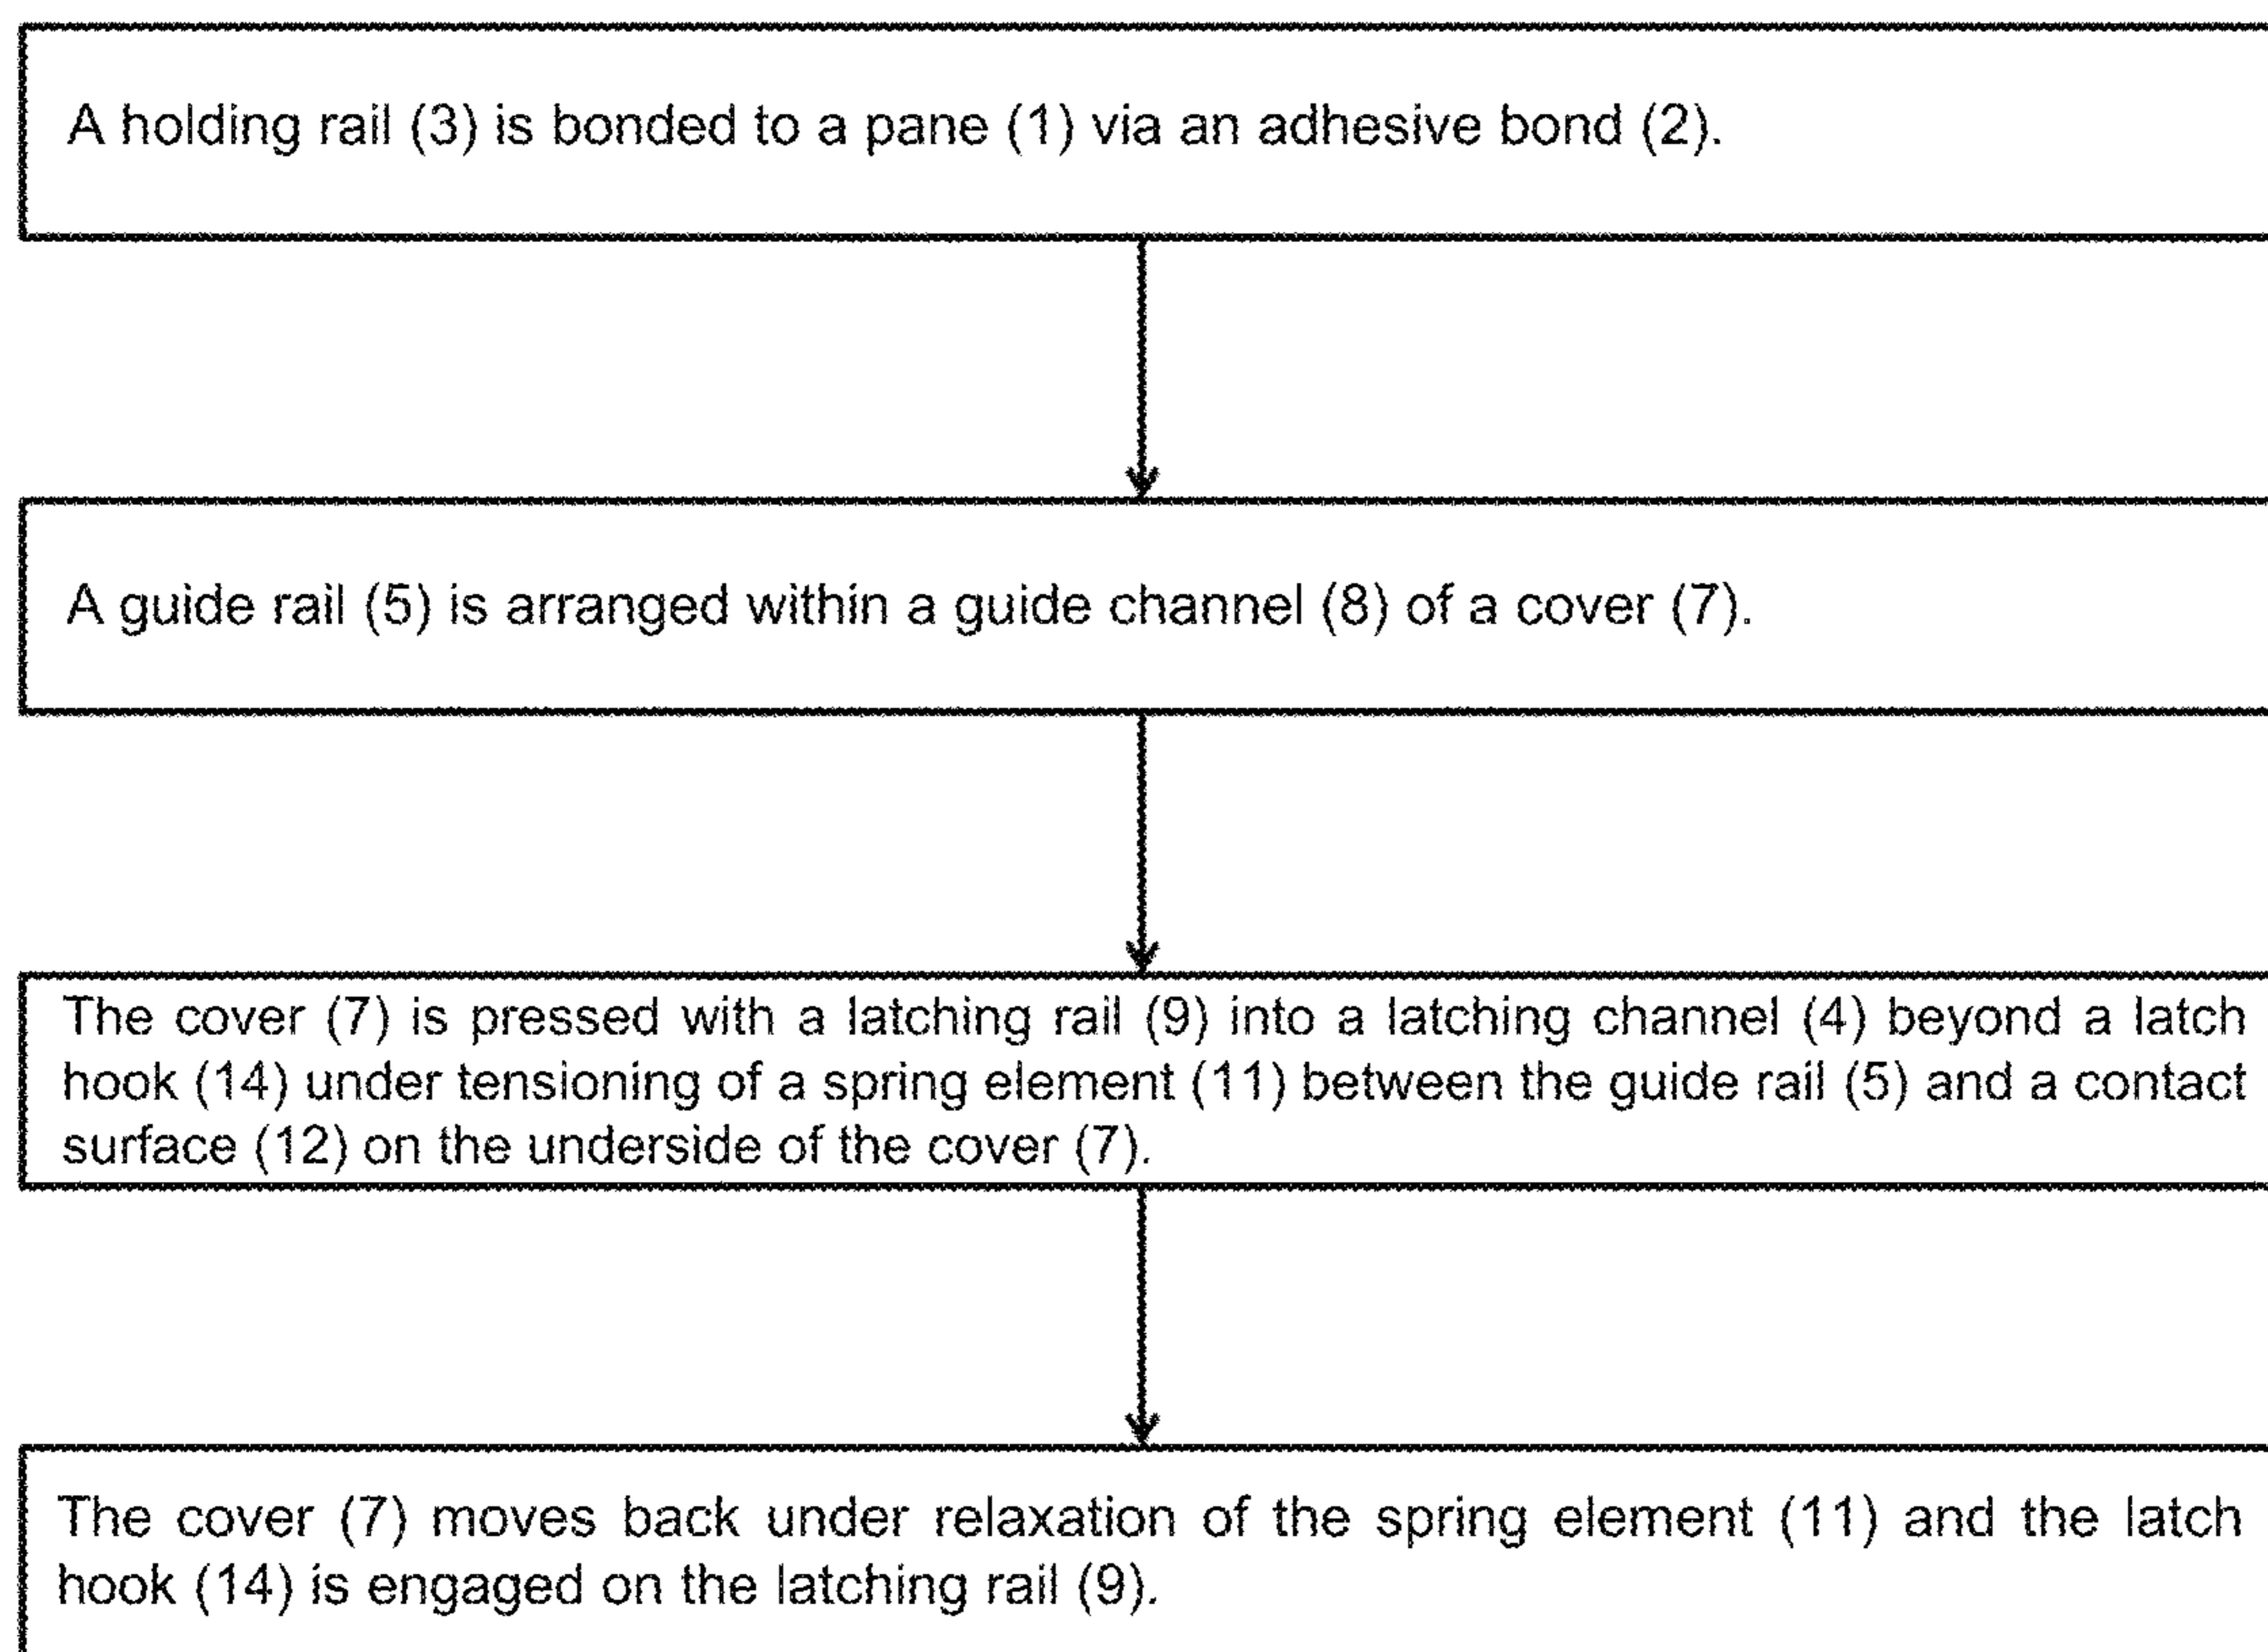 A holding rail (3) is bonded to a pane (1) via an adhesive bond (2).
A guide rail (5) is arranged within a guide channel (8) of a cover (7).
The cover (7) is pressed with a latching rail (9) into a latching channel (4) beyond a latch
hook (14) under tensioning of a spring element (11) between the guide rail (5) and a contact
surface (12) on the underside of the cover (7).
The cover (7) moves back under relaxation of the spring element (11) and the latch
hook (14) is engaged on the latching rail (9).